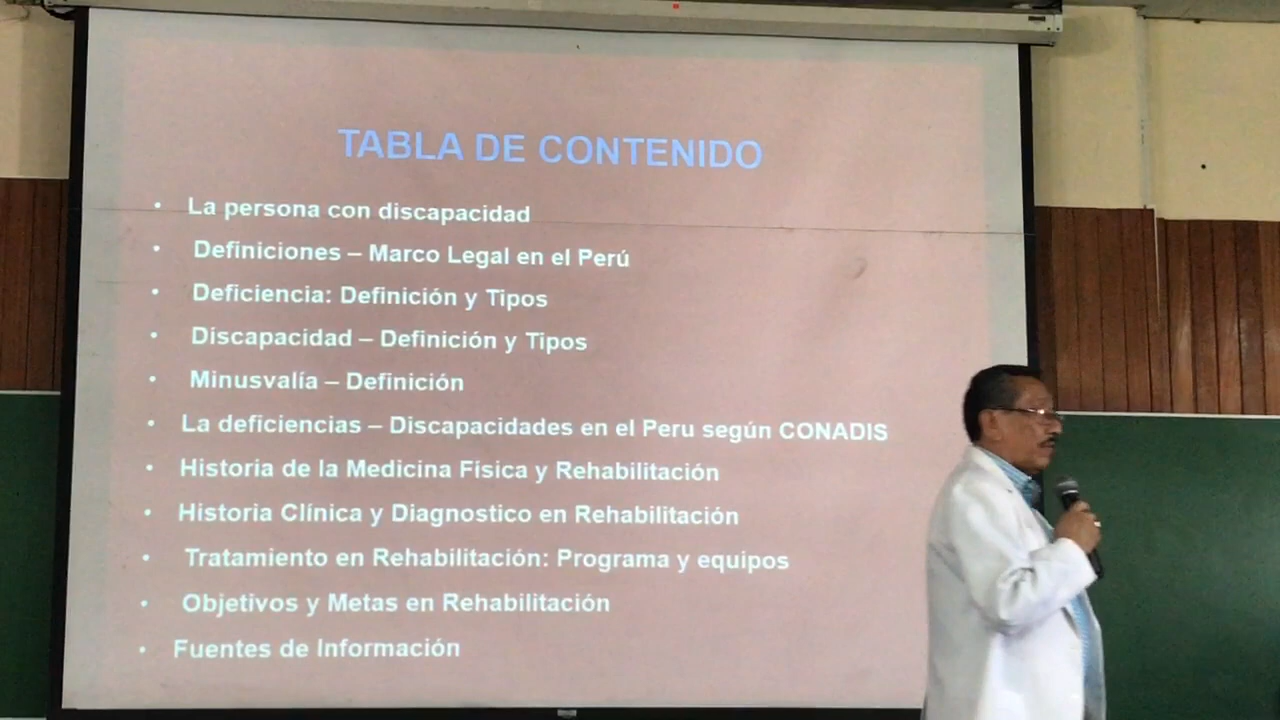 TABLA DE CONTENIDO
• La persona con discapacidad
• Definiciones – Marco Legal en el Perú
• Deficiencia: Definición y Tipos
• Discapacidad – Definición y Tipos
• Minusvalía – Definición
• La deficiencias – Discapacidades en el Peru según CONADIS
• Historia de la Medicina Física y Rehabilitación
• Historia Clínica y Diagnostico en Rehabilitación
• Tratamiento en Rehabilitación: Programa y equipos
• Objetivos y Metas en Rehabilitación
• Fuentes de Información